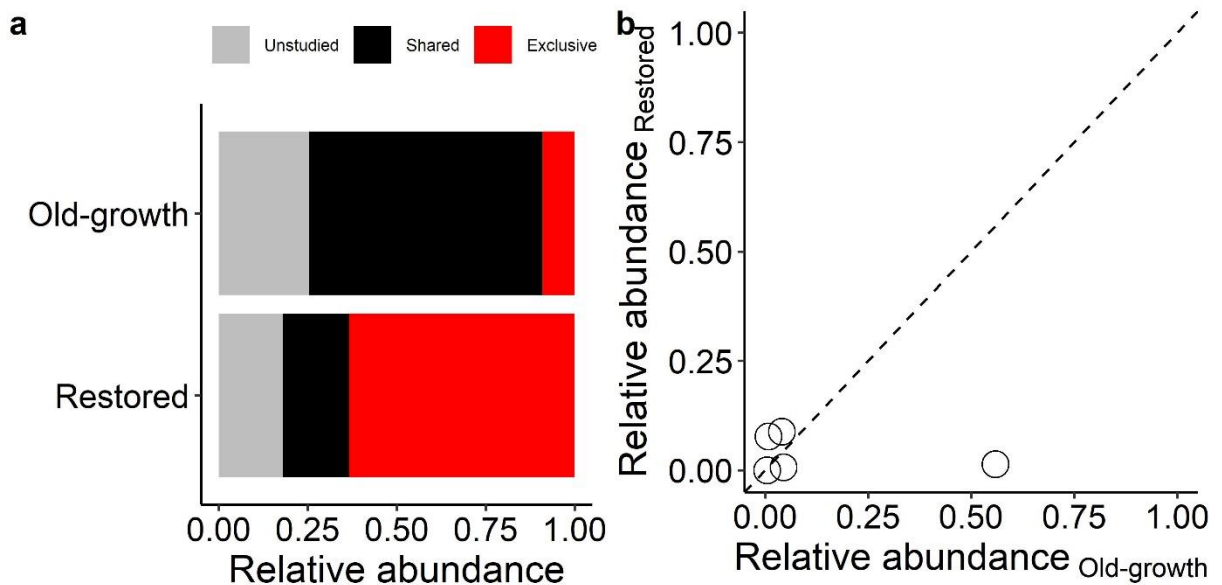 a
Unstudied Shared Exclusive
Old-growth
Restored
0.00 0.25 0.50 0.75 1.00
Relative abundance
b
Relative abundance Restored
1.00
0.75
0.50
0.25
0.00
0.00 0.25 0.50 0.75 1.00
Relative abundance Old-growth